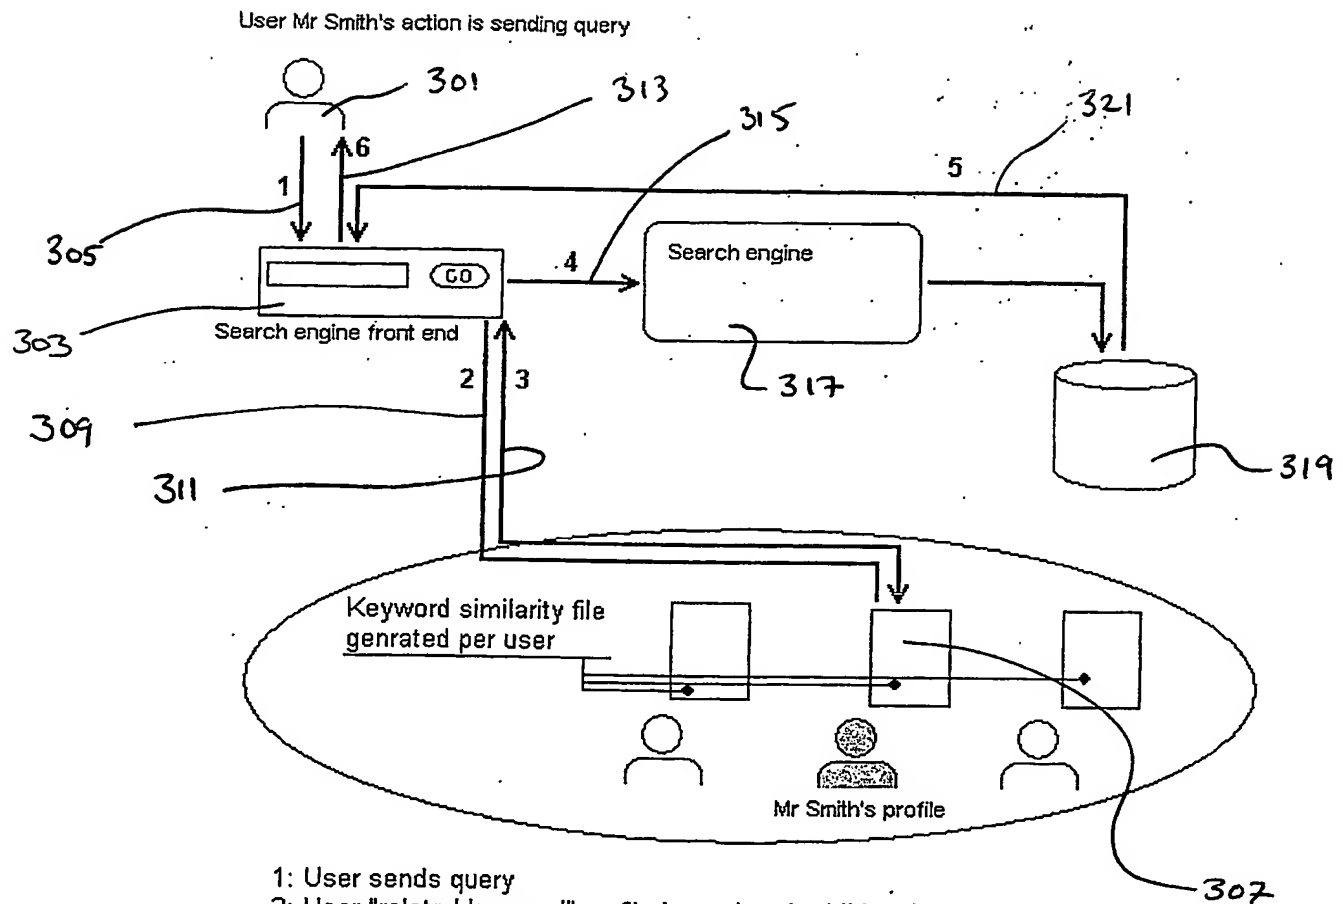 User Mr Smith's action is sending query
301
313
315
321
6
1
5
305
GO
4
Search engine
303
Search engine front end
317
2
3
309
311
319
Keyword similarity file
genrated per user
Mr Smith's profile
307
1: User sends query